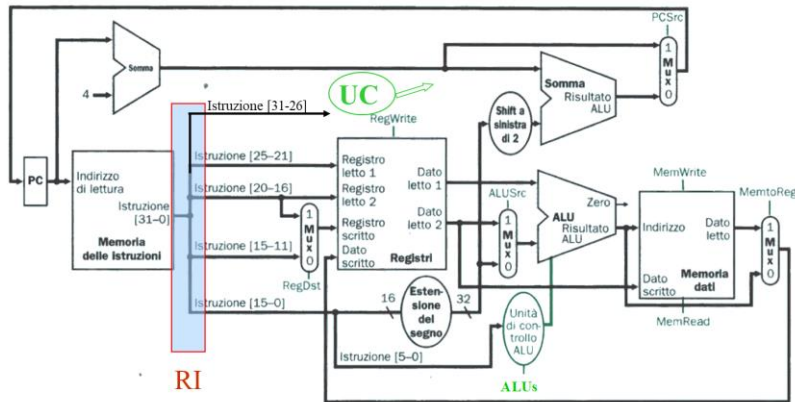 PCSrc
1
Mux
0
Somma
4
UC
Somma
Risultato
ALU
Shift a
sinistra
di 2
Istruzione [31-26]
RegWrite
PC
Indirizzo
di lettura
Istruzione
[31–0]
Memoria
delle istruzioni
Istruzione [25–21]
Istruzione [20–16]
Istruzione [15–11]
Istruzione [15–0]
1
Mux
0
RegDst
Registro
letto 1
Registro
letto 2
Registro
scritto
Dato
scritto
Dato
letto 1
Dato
letto 2
Registri
ALUSrc
1
Mux
0
Zero
ALU
Risultato
ALU
MemWrite
Indirizzo
Dato
letto
Dato
scritto
Memoria
dati
MemRead
MemtoReg
1
Mux
0
16
Estensione
del
segno
32
Istruzione [5–0]
Unità
di con-
trollo
ALU
RI
ALUs